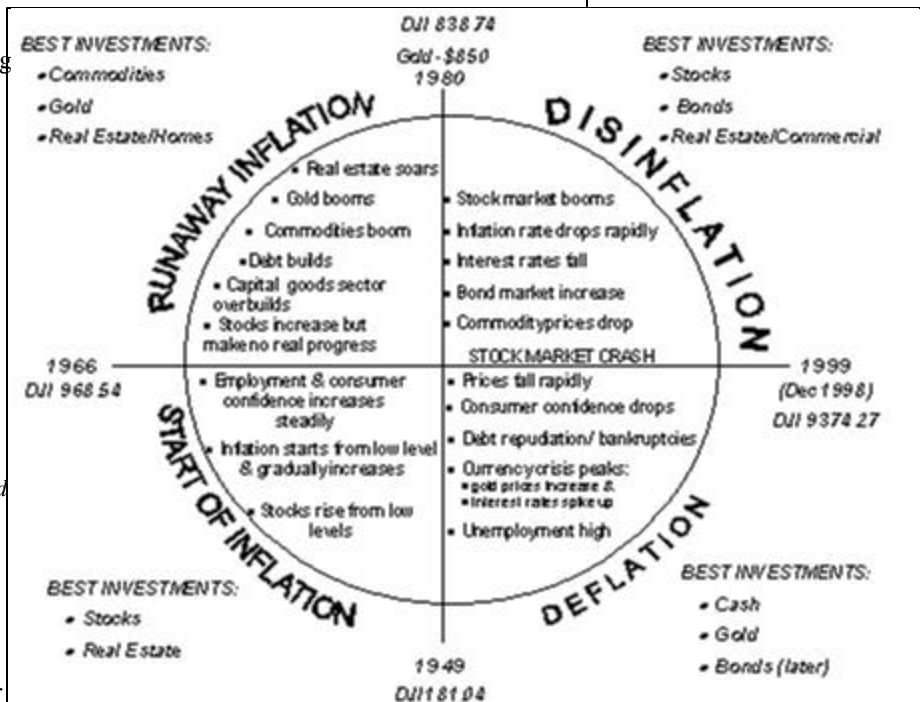 DJI 838.74
Gold - $850
1980
BEST INVESTMENTS:
• Commodities
• Gold
• Real Estate/Homes
BEST INVESTMENTS:
• Stocks
• Bonds
• Real Estate/Commercial
RUNAWAY INFLATION
• Real estate soars
• Gold booms
• Commodities boom
• Debt builds
• Capital goods sector
overbuilds
• Stocks increase but
make no real progress
DISINFLATION
• Stock market booms
• Inflation rate drops rapidly
• Interest rates fall
• Bond market increase
• Commodity prices drop
STOCK MARKET CRASH
1966
DJI 968.54
1999
(Dec 1998)
DJI 9374.27
START OF INFLATION
• Employment & consumer
confidence increases
steadily
• Inflation starts from low level
& gradually increases
• Stocks rise from low
levels
• Prices fall rapidly
• Consumer confidence drops
• Debt repudiation/ bankruptcies
• Currency crisis peaks:
• gold prices increase &
• interest rates spike up
• Unemployment high
DEFLATION
BEST INVESTMENTS:
• Stocks
• Real Estate
BEST INVESTMENTS:
• Cash
• Gold
• Bonds (later)
1949
DJI 181.04
g
d